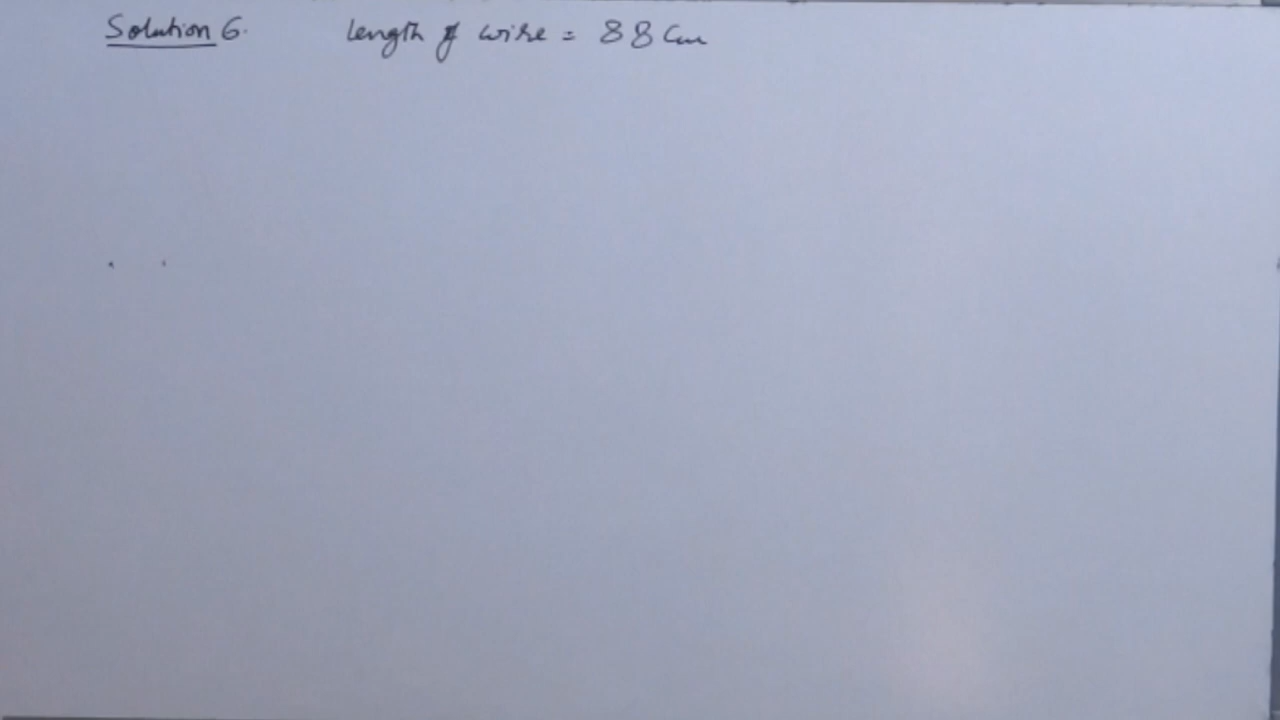 Solution 6. Length of wire = 88 Cm